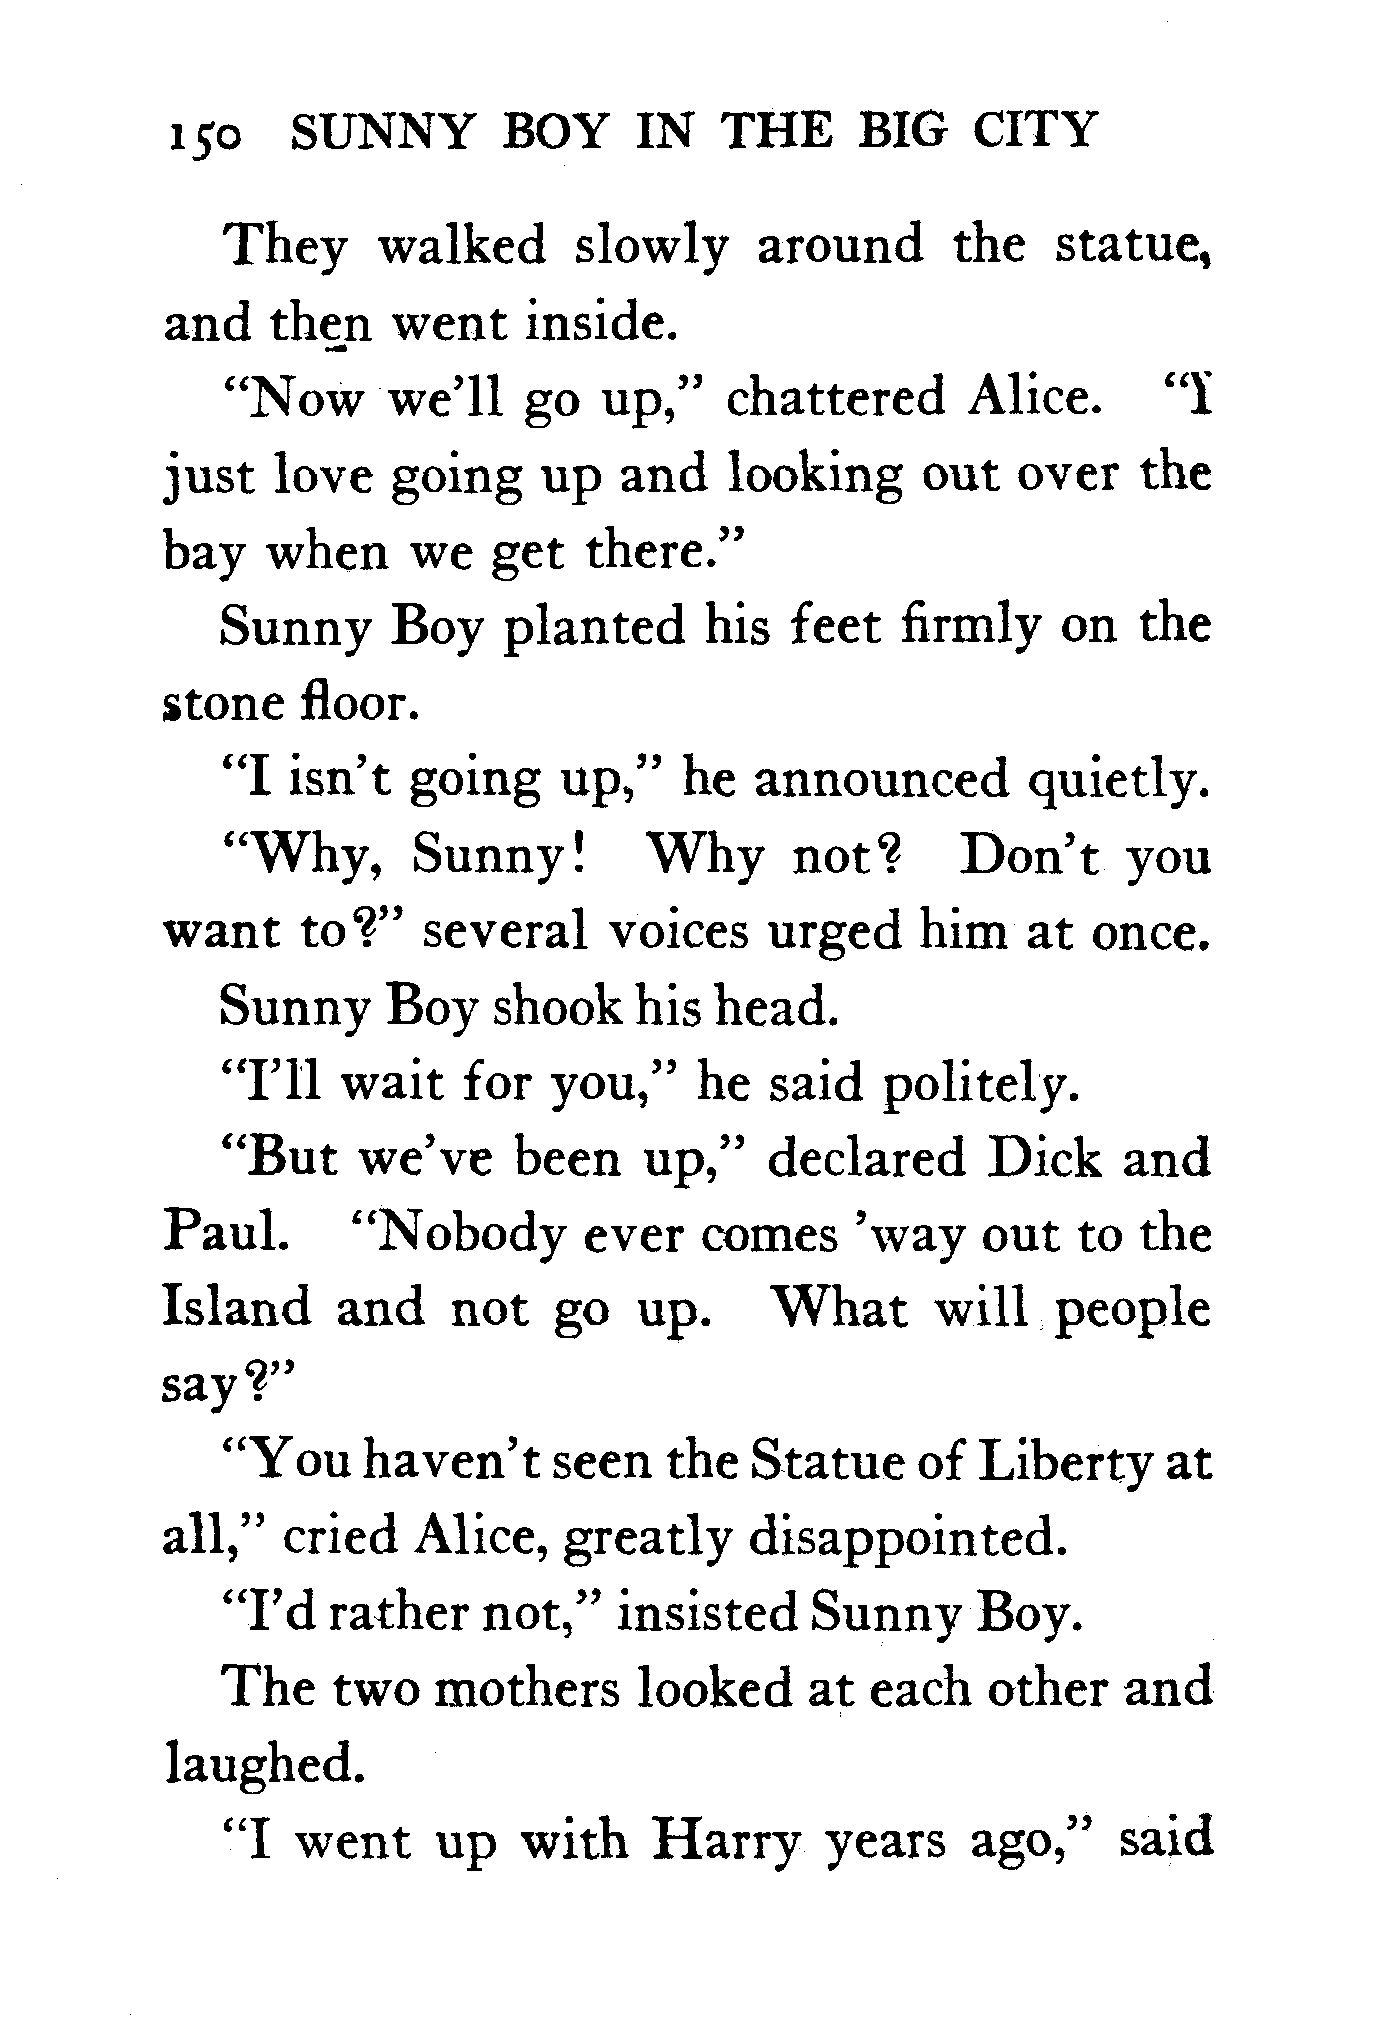 150 SUNNY BOY IN THE BIG CITY
They walked slowly around the statue,
and then went inside.
“Now we’ll go up,” chattered Alice. “I
just love going up and looking out over the
bay when we get there.”
Sunny Boy planted his feet firmly on the
stone floor.
“I isn’t going up,” he announced quietly.
“Why, Sunny! Why not? Don’t you
want to?” several voices urged him at once.
Sunny Boy shook his head.
“I’ll wait for you,” he said politely.
“But we’ve been up,” declared Dick and
Paul. “Nobody ever comes ’way out to the
Island and not go up. What will people
say?”
“You haven’t seen the Statue of Liberty at
all,” cried Alice, greatly disappointed.
“I’d rather not,” insisted Sunny Boy.
The two mothers looked at each other and
laughed.
“I went up with Harry years ago,” said